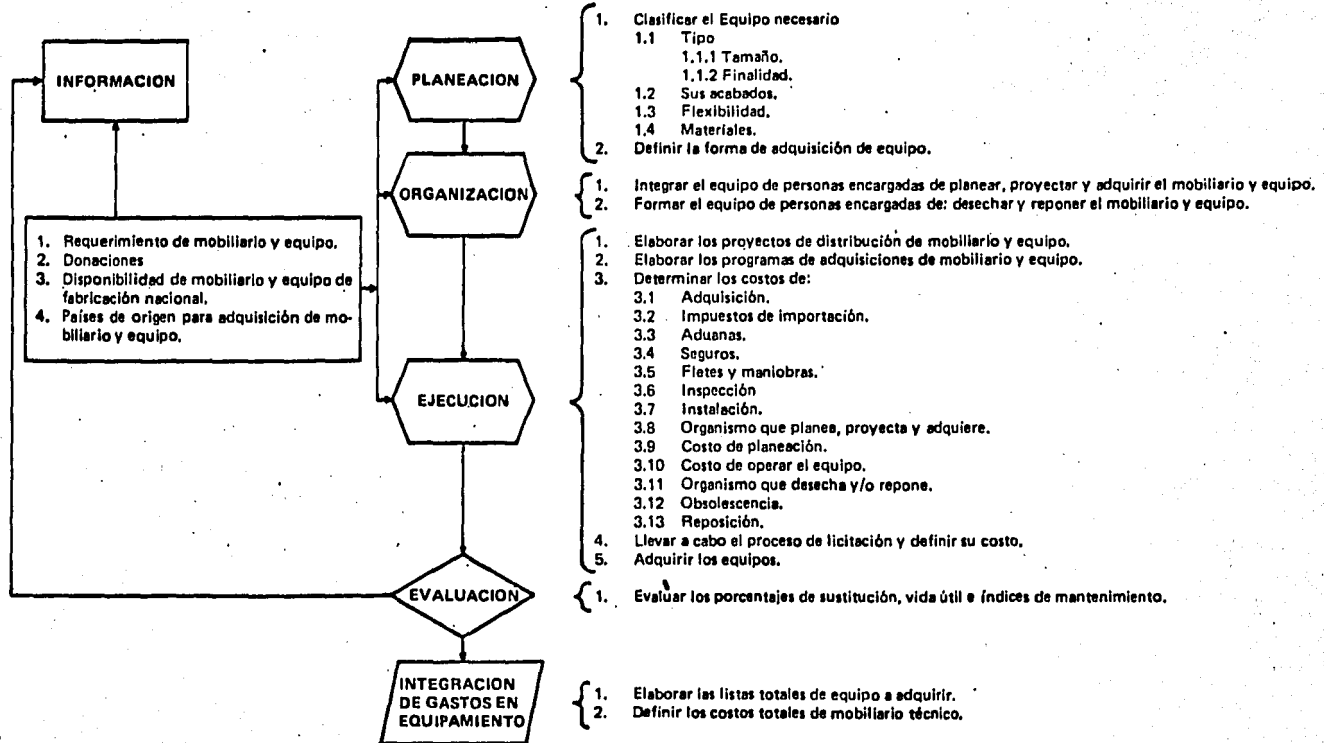 INFORMACION
1. Requerimiento de mobiliario y equipo.
2. Donaciones
3. Disponibilidad de mobiliario y equipo de
fabricación nacional.
4. Países de origen para adquisición de mo-
biliario y equipo.
PLANEACION
1. Clasificar el Equipo necesario
1.1 Tipo
1.1.1 Tamaño.
1.1.2 Finalidad.
1.2 Sus acabados.
1.3 Flexibilidad.
1.4 Materiales.
2. Definir la forma de adquisición de equipo.
ORGANIZACION
1. Integrar el equipo de personas encargadas de planear, proyectar y adquirir el mobiliario y equipo.
2. Formar el equipo de personas encargadas de: desechar y reponer el mobiliario y equipo.
EJECUCION
1. Elaborar los proyectos de distribución de mobiliario y equipo.
2. Elaborar los programas de adquisiciones de mobiliario y equipo.
3. Determinar los costos de:
3.1 Adquisición.
3.2 Impuestos de importación.
3.3 Aduanas.
3.4 Seguros.
3.5 Fletes y maniobras.
3.6 Inspección
3.7 Instalación.
3.8 Organismo que planea, proyecta y adquiere.
3.9 Costo de planeación.
3.10 Costo de operar el equipo.
3.11 Organismo que desecha y/o repone.
3.12 Obsolescencia.
3.13 Reposición.
4. Llevar a cabo el proceso de licitación y definir su costo.
5. Adquirir los equipos.
EVALUACION
1. Evaluar los porcentajes de sustitución, vida útil e índices de mantenimiento.
INTEGRACION
DE GASTOS EN
EQUIPAMIENTO
1. Elaborar las listas totales de equipo a adquirir.
2. Definir los costos totales de mobiliario técnico.